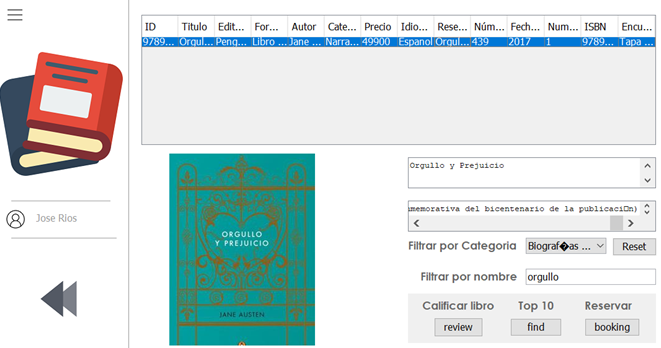 ID Titulo Edit... For... Autor Cate... Precio Idio... Rese... Núm... Fech... Num... ISBN Encu...
9789... Orgul... Peng... Libro ... Jane ... Narra... 49900 Espanol Orgul... 439 2017 1 9789... Tapa ...
Orgullo y Prejuicio
Jose Rios
ORGULLO
Y PREJUICIO
JANE AUSTEN
memorativa del bicentenario de la publicaci□n)
Filtrar por Categoria Biograf�as ... Reset
Filtrar por nombre orgullo
Calificar libro Top 10 Reservar
review find booking